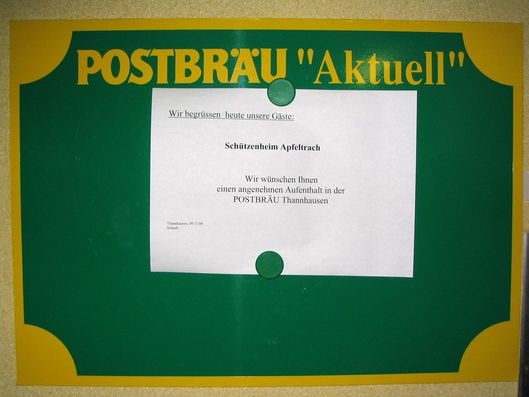 POSTBRÄU "Aktuell"
Wir begrüssen heute unsere Gäste:
Schützenheim Apfeltrach
Wir wünschen Ihnen
einen angenehmen Aufenthalt in der
POSTBRÄU Thannhausen
Thannhausen,